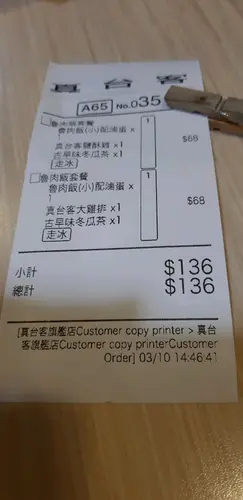 真台客
A65 No.035
魯肉飯套餐 1 $68
魯肉飯(小)配滷蛋 x
1
真台客鹽酥雞 x1
古早味冬瓜茶 x1
走冰
魯肉飯套餐 1 $68
魯肉飯(小)配滷蛋 x
1
真台客大雞排 x1
古早味冬瓜茶 x1
走冰
小計 $136
總計 $136
[真台客旗艦店Customer copy printer > 真台
客旗艦店Customer copy printerCustomer
Order] 03/10 14:46:41